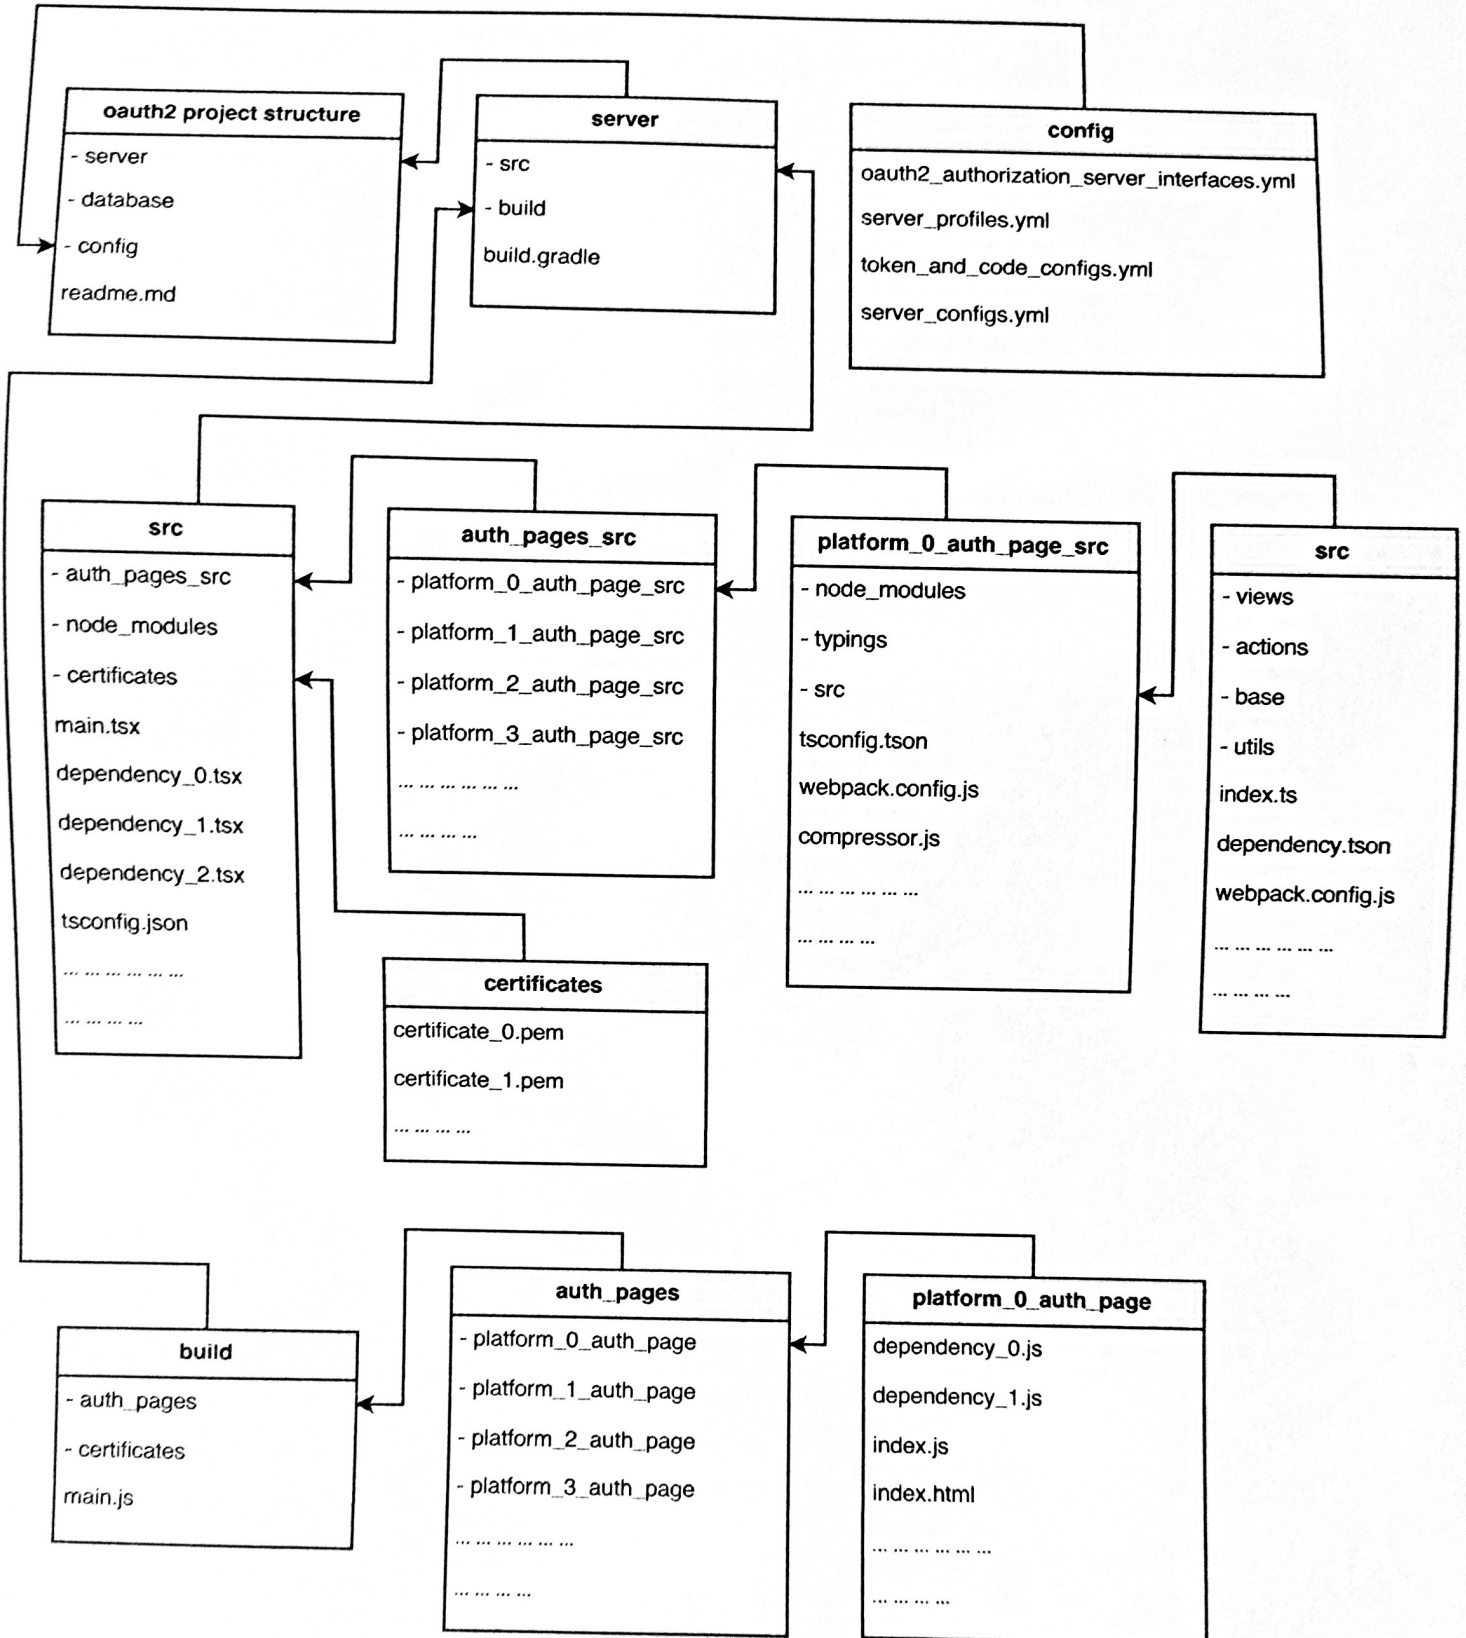 oauth2 project structure
- server
- database
- config
readme.md
server
- src
- build
build.gradle
config
oauth2_authorization_server_interfaces.yml
server_profiles.yml
token_and_code_configs.yml
server_configs.yml
src
- auth_pages_src
- node_modules
- certificates
main.tsx
dependency_0.tsx
dependency_1.tsx
dependency_2.tsx
tsconfig.json
... ... ... ... ... ...
... ... ... ...
auth_pages_src
- platform_0_auth_page_src
- platform_1_auth_page_src
- platform_2_auth_page_src
- platform_3_auth_page_src
... ... ... ... ... ...
... ... ... ...
platform_0_auth_page_src
- node_modules
- typings
- src
tsconfig.tson
webpack.config.js
compressor.js
... ... ... ... ... ...
... ... ... ...
src
- views
- actions
- base
- utils
index.ts
dependency.tson
webpack.config.js
... ... ... ... ... ...
... ... ... ...
certificates
certificate_0.pem
certificate_1.pem
... ... ... ...
build
- auth_pages
- certificates
main.js
auth_pages
- platform_0_auth_page
- platform_1_auth_page
- platform_2_auth_page
- platform_3_auth_page
... ... ... ... ... ...
... ... ... ...
platform_0_auth_page
dependency_0.js
dependency_1.js
index.js
index.html
... ... ... ... ... ...
... ... ... ...